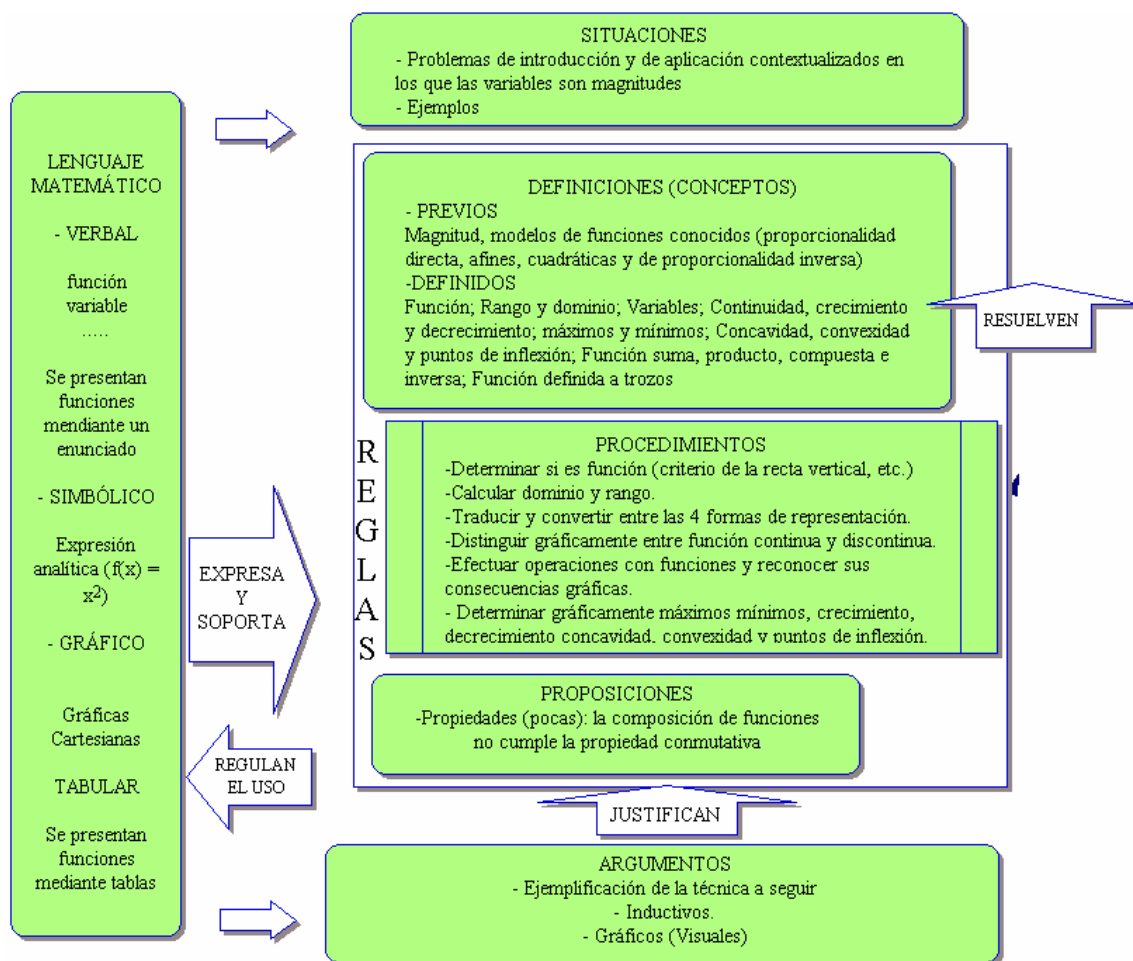 SITUACIONES
- Problemas de introducción y de aplicación contextualizados en
los que las variables son magnitudes
- Ejemplos
LENGUAJE
MATEMÁTICO
- VERBAL
función
variable
.....
Se presentan
funciones
mendiante un
enunciado
- SIMBÓLICO
Expresión
analítica (f(x) =
x²)
- GRÁFICO
Gráficas
Cartesianas
TABULAR
Se presentan
funciones
mediante tablas
EXPRESA
Y
SOPORTA
REGULAN
EL USO
REGLAS
DEFINICIONES (CONCEPTOS)
- PREVIOS
Magnitud, modelos de funciones conocidos (proporcionalidad
directa, afines, cuadráticas y de proporcionalidad inversa)
-DEFINIDOS
Función; Rango y dominio; Variables; Continuidad, crecimiento
y decrecimiento; máximos y mínimos; Concavidad, convexidad
y puntos de inflexión; Función suma, producto, compuesta e
inversa; Función definida a trozos
RESUELVEN
PROCEDIMIENTOS
-Determinar si es función (criterio de la recta vertical, etc.)
-Calcular dominio y rango.
-Traducir y convertir entre las 4 formas de representación.
-Distinguir gráficamente entre función continua y discontinua.
-Efectuar operaciones con funciones y reconocer sus
consecuencias gráficas.
- Determinar gráficamente máximos mínimos, crecimiento,
decrecimiento concavidad, convexidad y puntos de inflexión.
PROPOSICIONES
-Propiedades (pocas): la composición de funciones
no cumple la propiedad conmutativa
JUSTIFICAN
ARGUMENTOS
- Ejemplificación de la técnica a seguir
- Inductivos.
- Gráficos (Visuales)